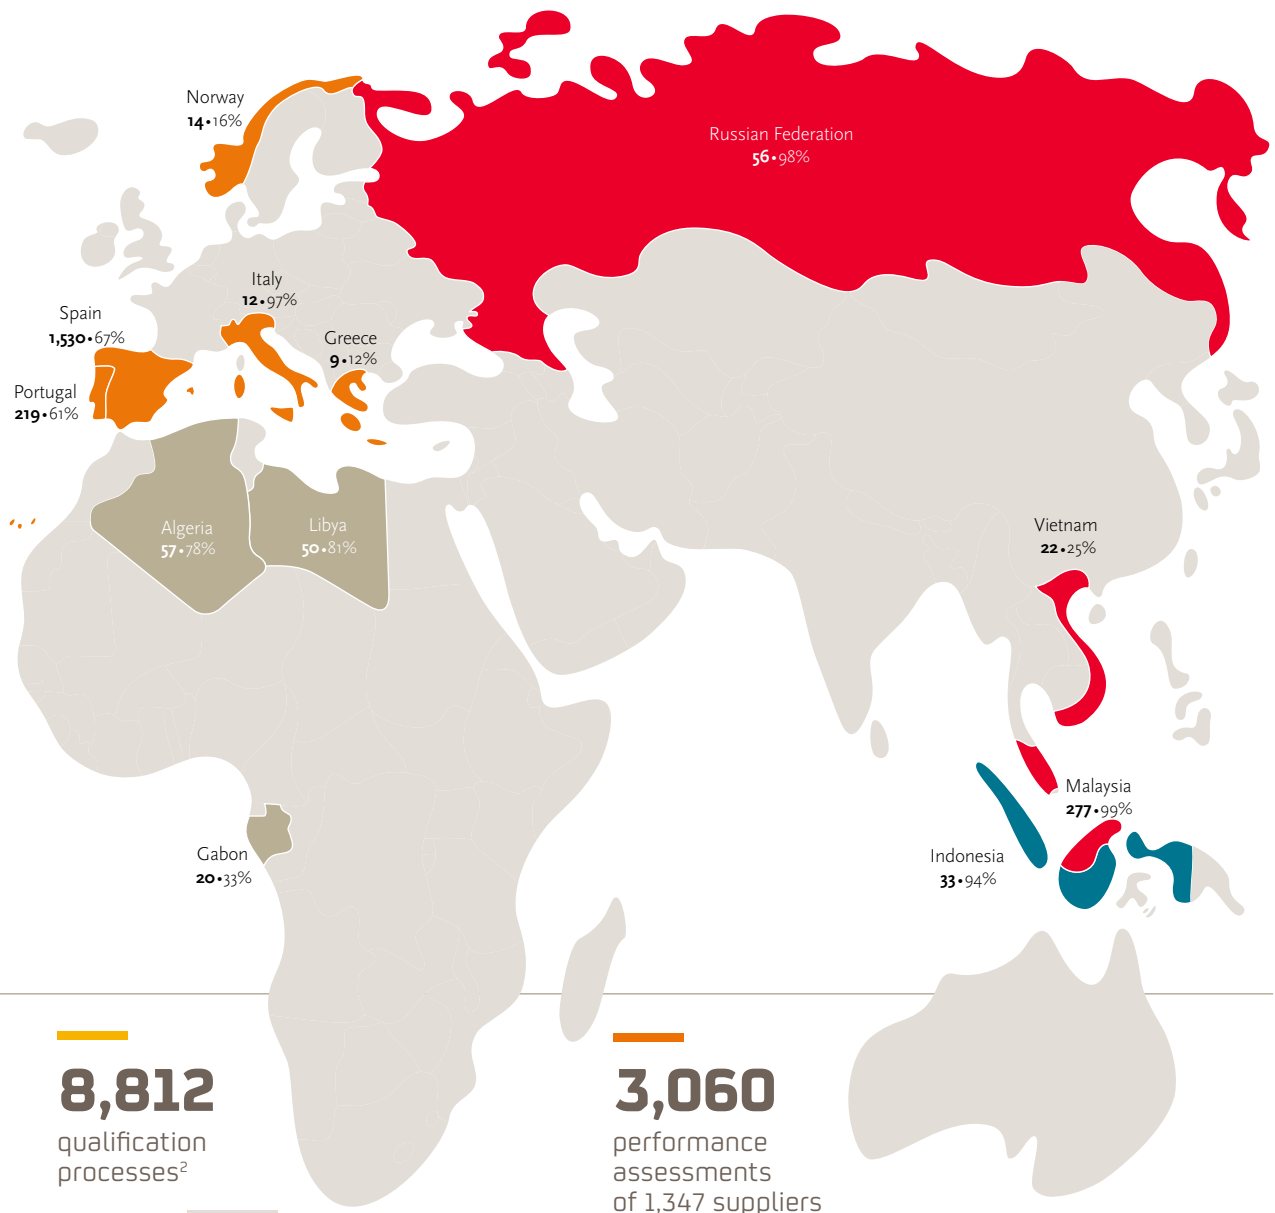 Norway
14•16%
Russian Federation
56•98%
Italy
12•97%
Spain
1,530•67%
Greece
9•12%
Portugal
219•61%
Algeria
57•78%
Libya
50•81%
Vietnam
22•25%
Malaysia
277•99%
Gabon
20•33%
Indonesia
33•94%
8,812
qualification
processes²
3,060
performance
assessments
of 1,347 suppliers